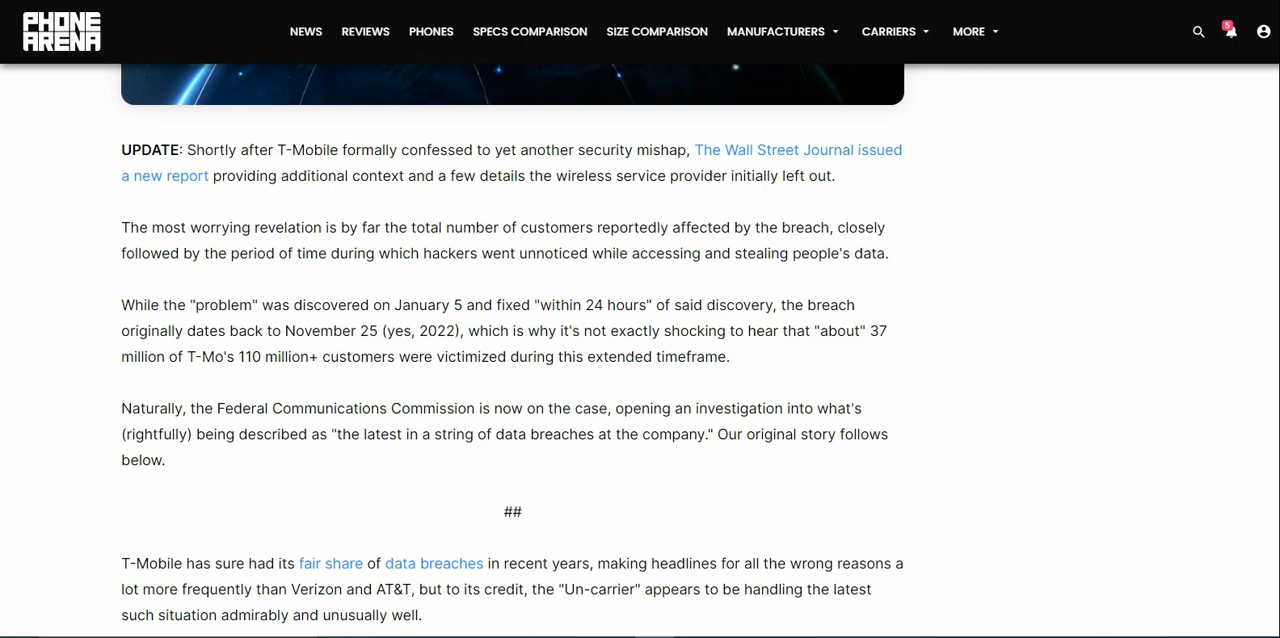 PHONE
ARENA
NEWS REVIEWS PHONES SPECS COMPARISON SIZE COMPARISON MANUFACTURERS CARRIERS MORE 5
UPDATE: Shortly after T-Mobile formally confessed to yet another security mishap, The Wall Street Journal issued
a new report providing additional context and a few details the wireless service provider initially left out.
The most worrying revelation is by far the total number of customers reportedly affected by the breach, closely
followed by the period of time during which hackers went unnoticed while accessing and stealing people's data.
While the "problem" was discovered on January 5 and fixed "within 24 hours" of said discovery, the breach
originally dates back to November 25 (yes, 2022), which is why it's not exactly shocking to hear that "about" 37
million of T-Mo's 110 million+ customers were victimized during this extended timeframe.
Naturally, the Federal Communications Commission is now on the case, opening an investigation into what's
(rightfully) being described as "the latest in a string of data breaches at the company." Our original story follows
below.
##
T-Mobile has sure had its fair share of data breaches in recent years, making headlines for all the wrong reasons a
lot more frequently than Verizon and AT&T, but to its credit, the "Un-carrier" appears to be handling the latest
such situation admirably and unusually well.